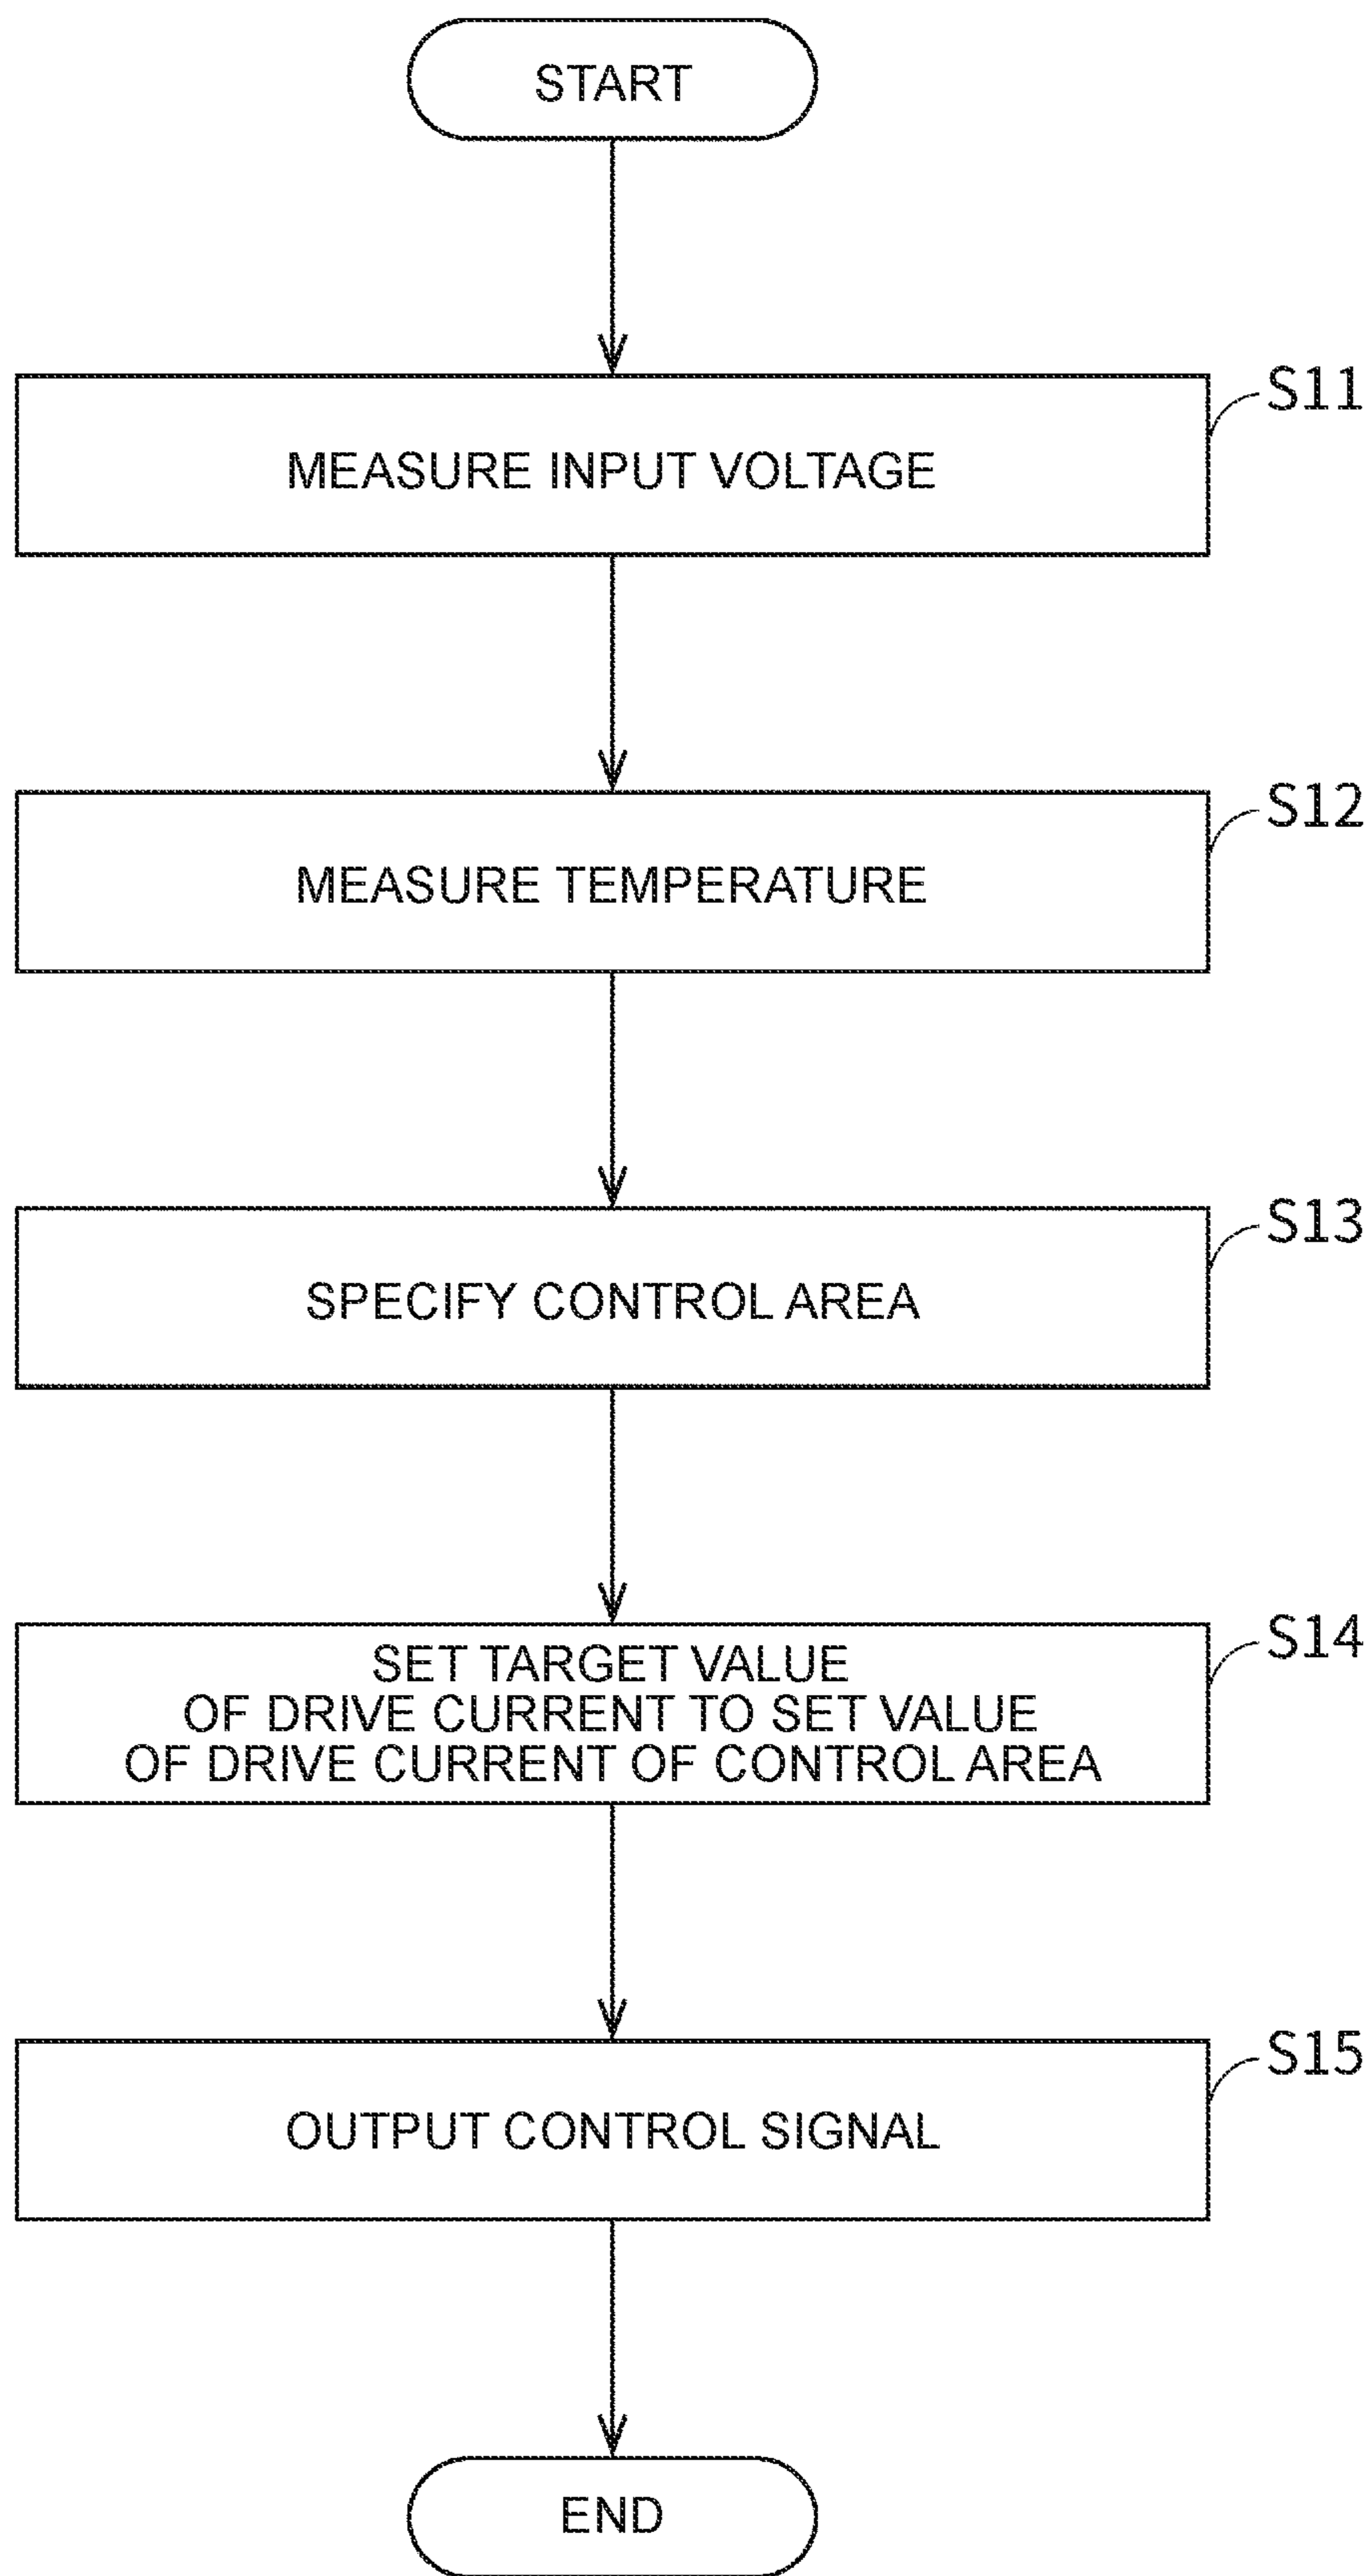 START
S11
MEASURE INPUT VOLTAGE
S12
MEASURE TEMPERATURE
S13
SPECIFY CONTROL AREA
S14
SET TARGET VALUE
OF DRIVE CURRENT TO SET VALUE
OF DRIVE CURRENT OF CONTROL AREA
S15
OUTPUT CONTROL SIGNAL
END